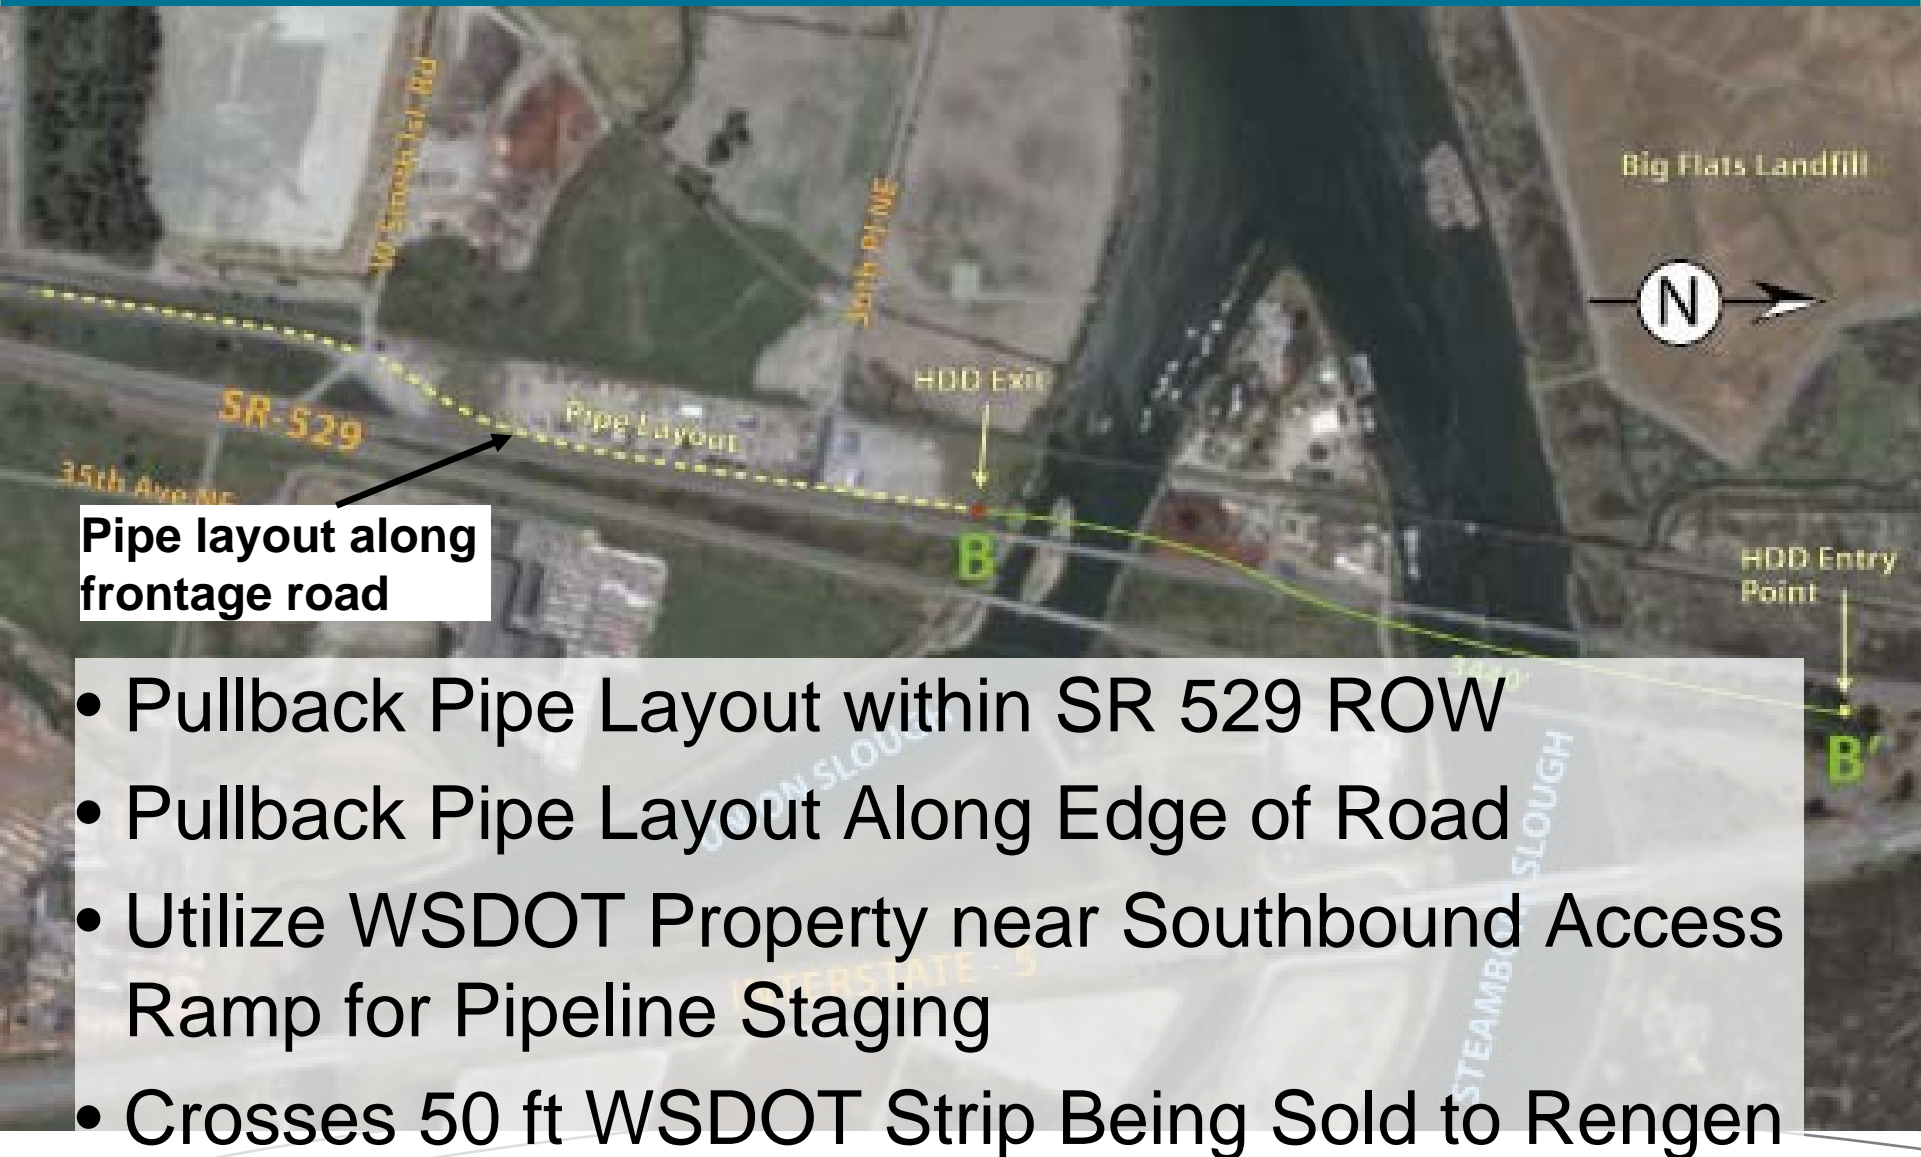 W Smith Isl Rd
Big Flats Landfill
N
HDD Exit
SR-529
Pipe Layout
35th Ave NE
Pipe layout along
frontage road
B
HDD Entry
Point
3440'
B'
• Pullback Pipe Layout within SR 529 ROW
UNION SLOUGH
• Pullback Pipe Layout Along Edge of Road
STEAMBOAT SLOUGH
• Utilize WSDOT Property near Southbound Access
Ramp for Pipeline Staging
INTERSTATE - 5
• Crosses 50 ft WSDOT Strip Being Sold to Rengen